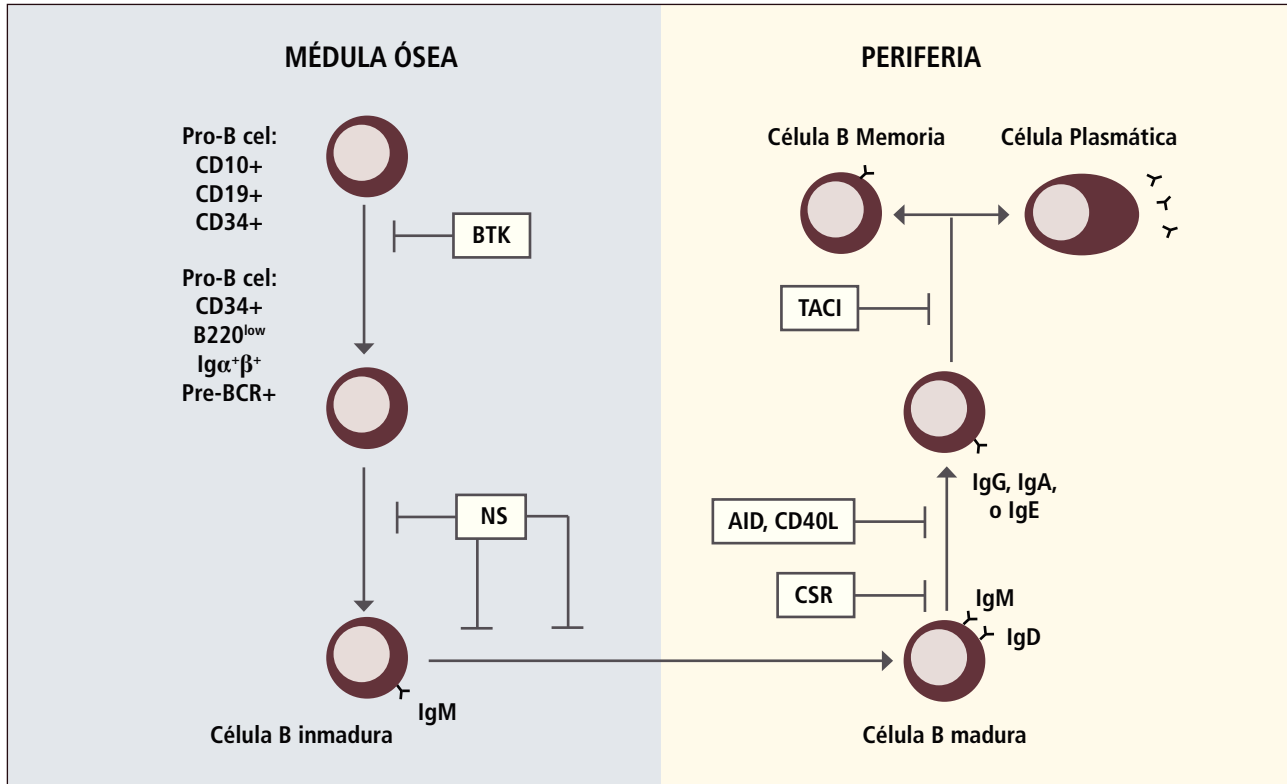 MÉDULA ÓSEA
Pro-B cel:
CD10+
CD19+
CD34+
BTK
Pro-B cel:
CD34+
B220low
Igα+β+
Pre-BCR+
NS
IgM
Célula B inmadura
PERIFERIA
Célula B Memoria
Célula Plasmática
TACI
IgG, IgA,
o IgE
AID, CD40L
CSR
IgM
IgD
Célula B madura